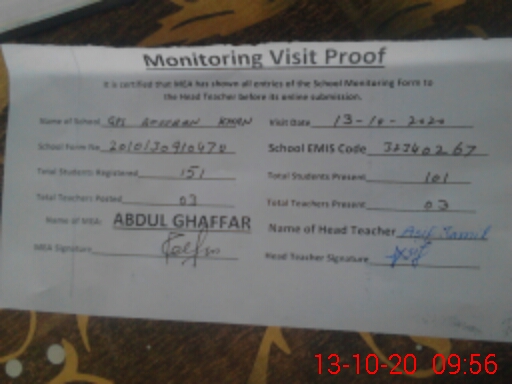 Monitoring Visit Proof
It is certified that MEA has shown all entries of the School Monitoring Form to
the Head Teacher before its online submission.
Name of School GPS KHAN Visit Date 13-10-2020
School Form No School EMIS Code
Total Students Registered 151 Total Students Present 101
Total Teachers Posted 03 Total Teachers Present 03
Name of MEA: ABDUL GHAFFAR Name of Head Teacher Asif
MEA Signature Head Teacher Signature Asif
13-10-20 09:56